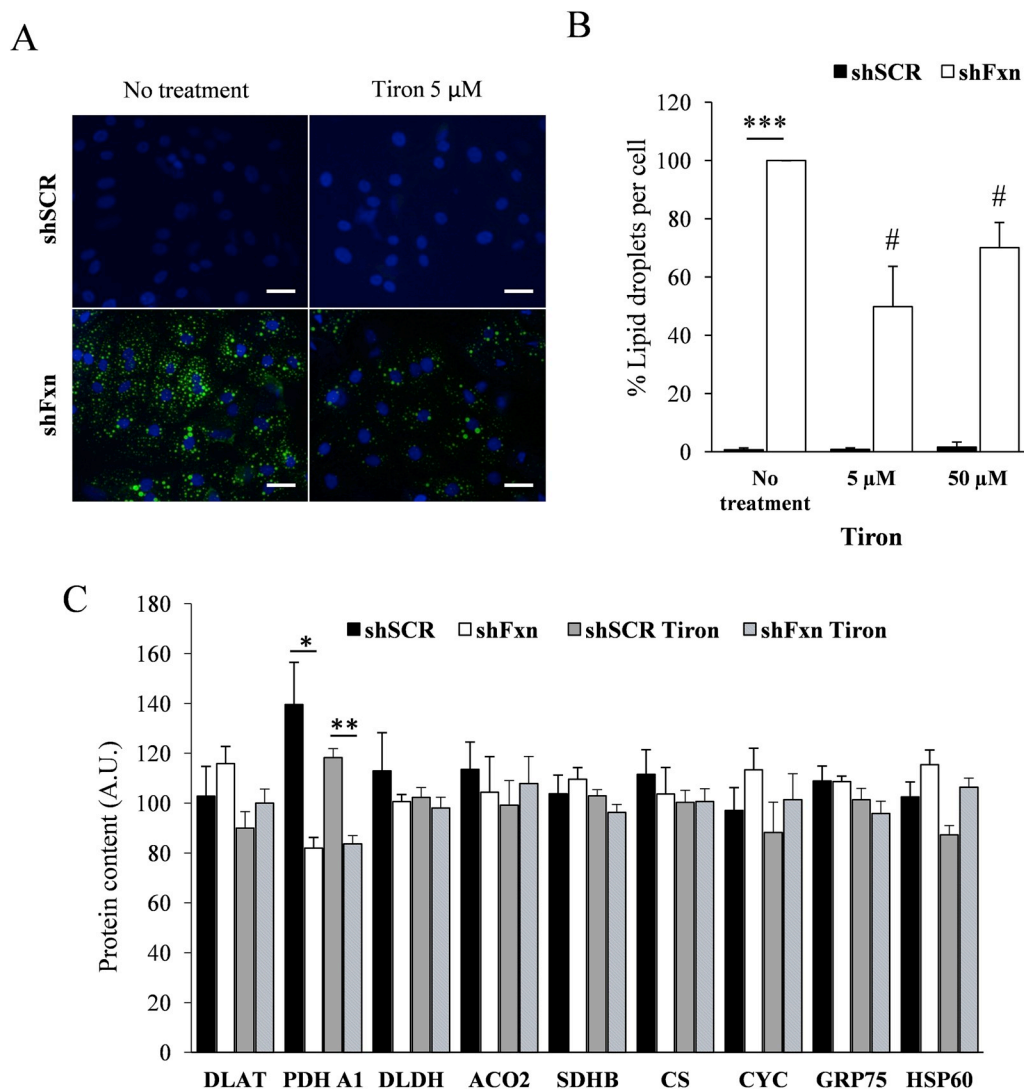 A
No treatment
Tiron 5 μM
shSCR
shFxn
B
shSCR
shFxn
% Lipid droplets per cell
120
100
80
60
40
20
0
***
#
#
No treatment
5 μM
50 μM
Tiron
C
shSCR
shFxn
shSCR Tiron
shFxn Tiron
Protein content (A.U.)
180
160
140
120
100
80
60
40
20
0
*
**
DLAT
PDH A1
DLDH
ACO2
SDHB
CS
CYC
GRP75
HSP60